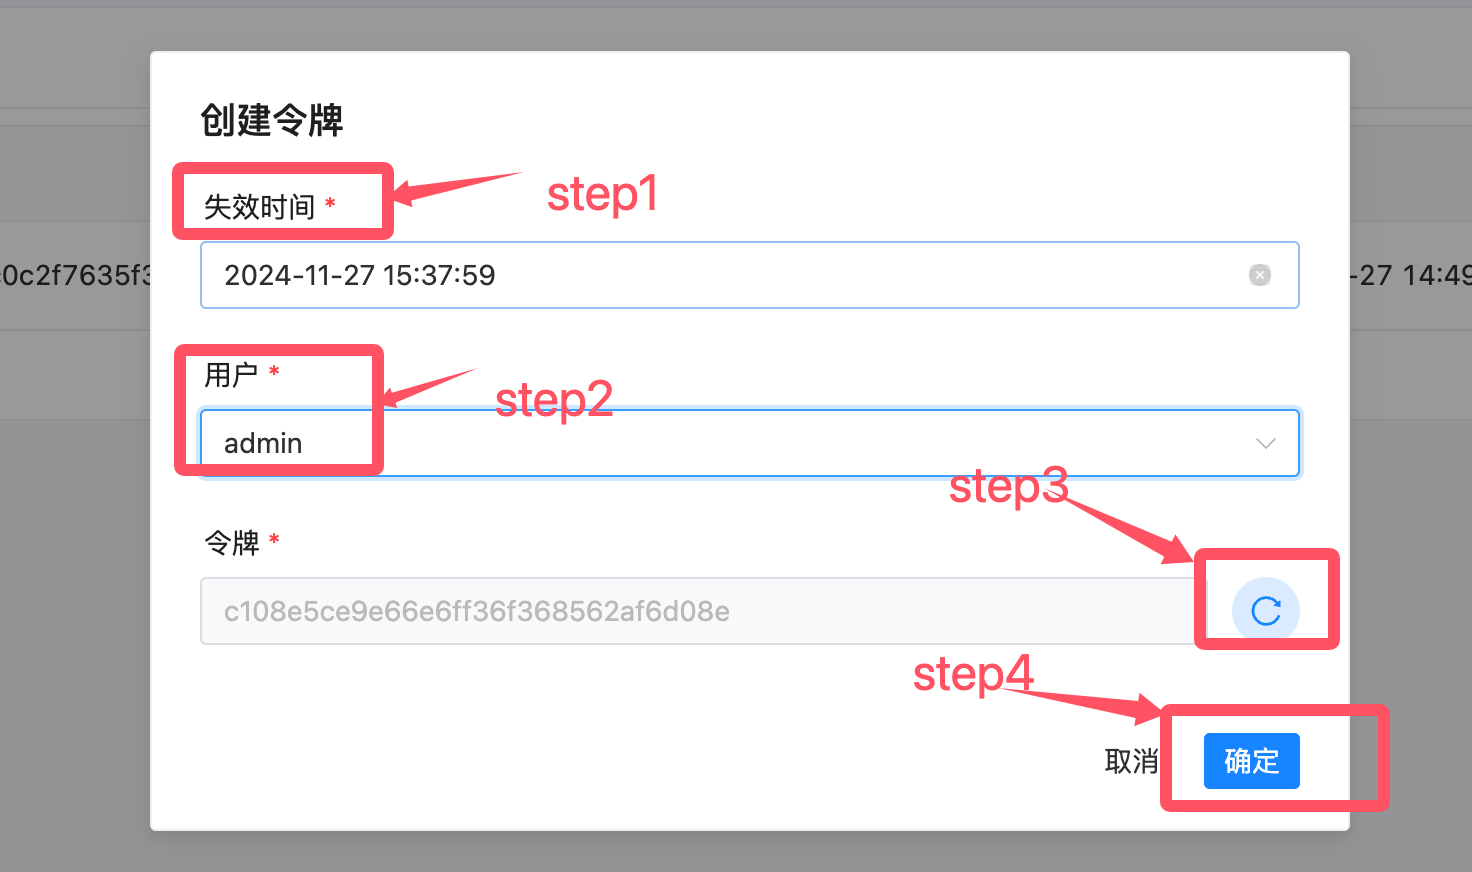 创建令牌
失效时间 *
step1
2024-11-27 15:37:59
c0c2f7635f3
-27 14:49
用户 *
step2
admin
step3
令牌 *
c108e5ce9e66e6ff36f368562af6d08e
step4
取消
确定